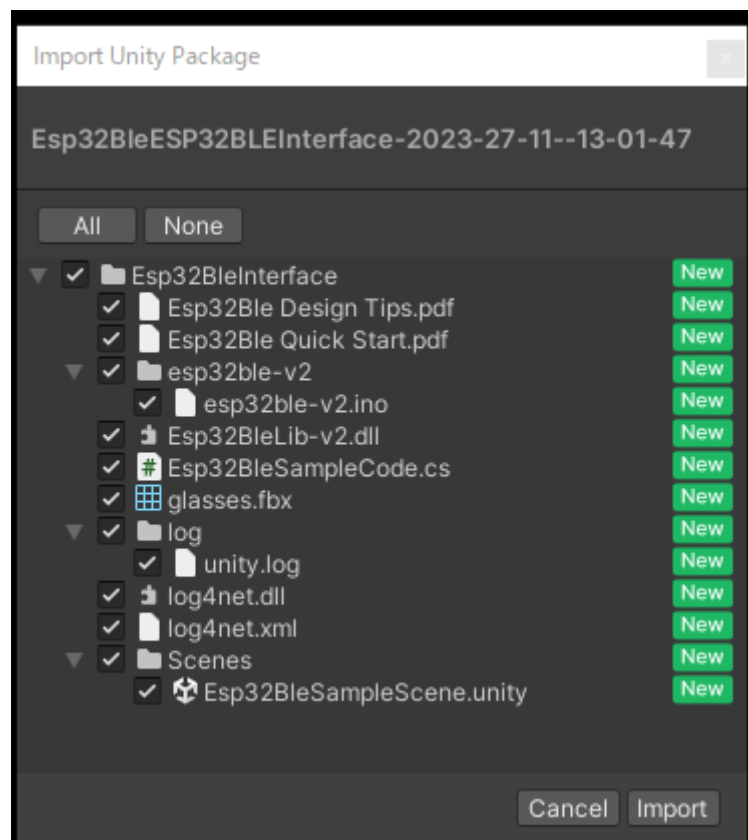 Import Unity Package
x
Esp32BleESP32BLEInterface-2023-27-11--13-01-47
All None
Esp32BleInterface New
Esp32Ble Design Tips.pdf New
Esp32Ble Quick Start.pdf New
esp32ble-v2 New
esp32ble-v2.ino New
Esp32BleLib-v2.dll New
# Esp32BleSampleCode.cs New
glasses.fbx New
log New
unity.log New
log4net.dll New
log4net.xml New
Scenes New
Esp32BleSampleScene.unity New
Cancel Import